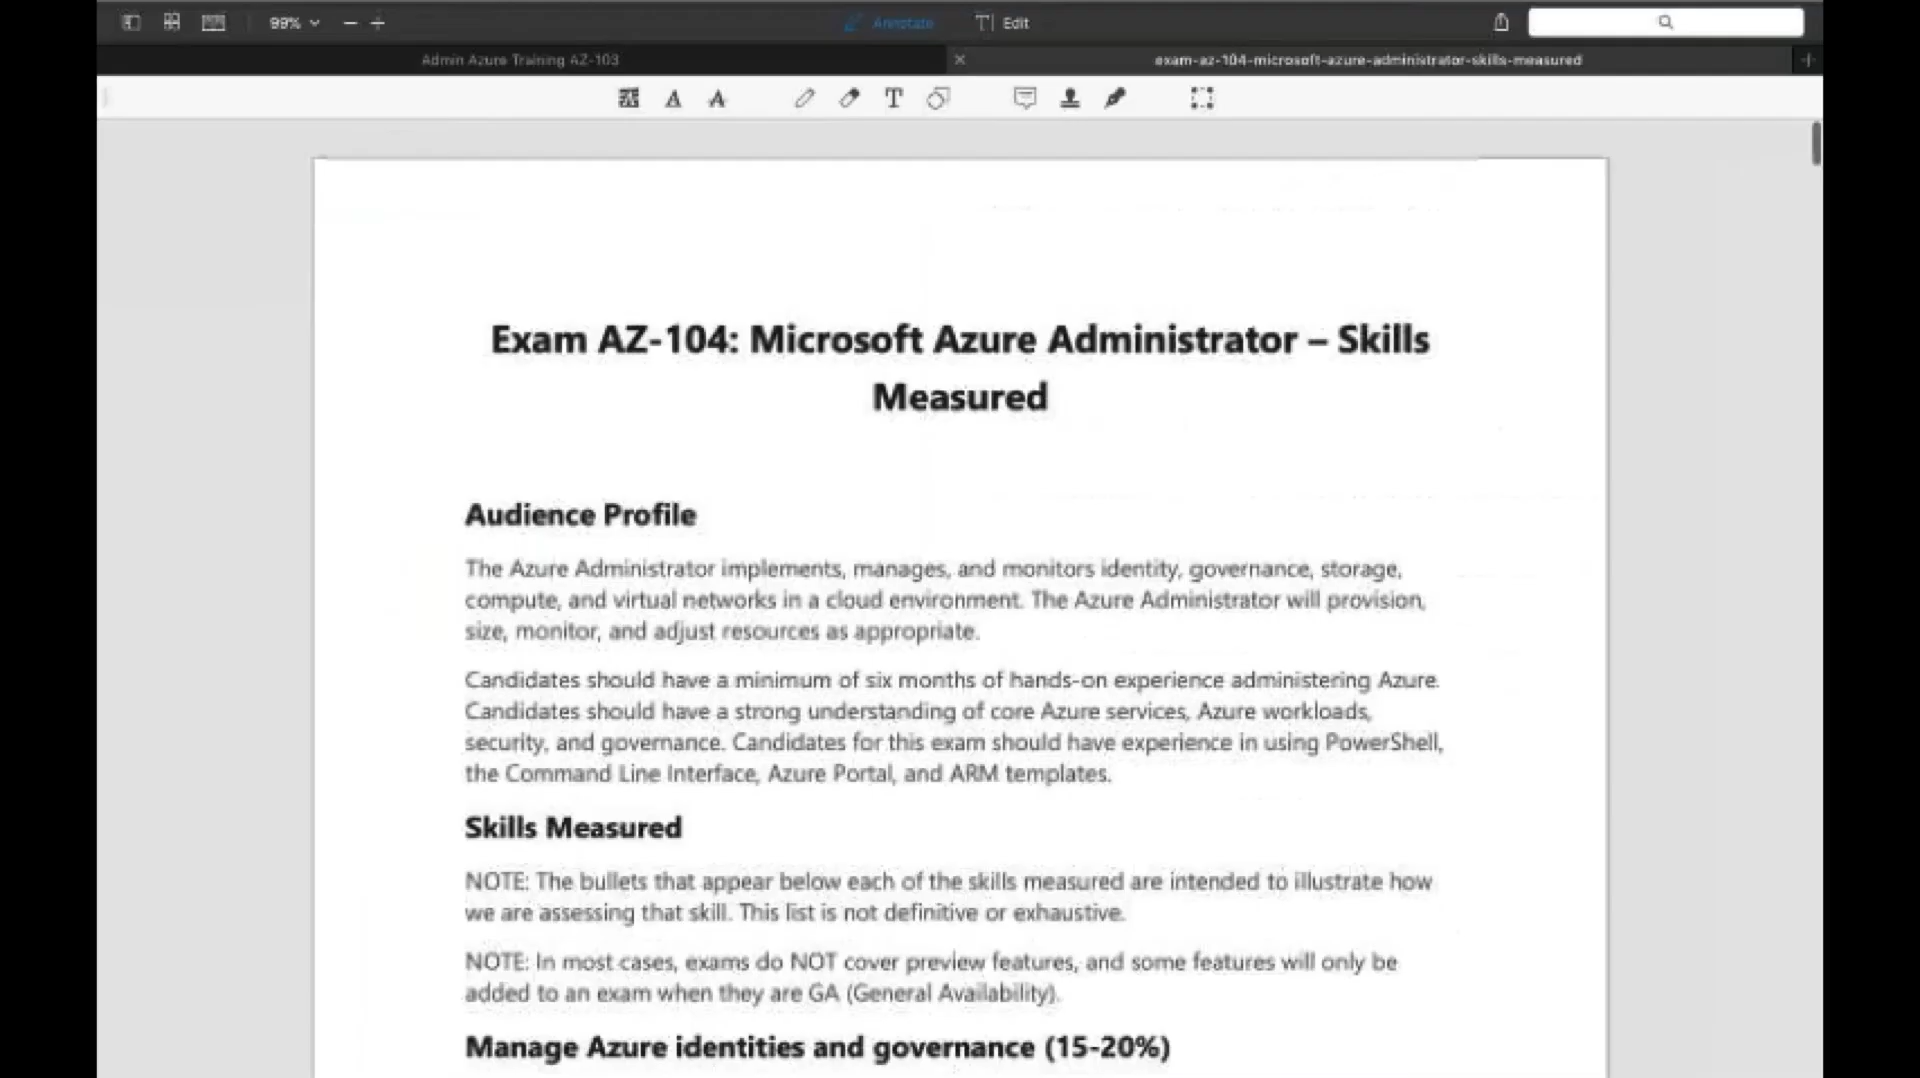 99%
Annotate
Edit
Admin Azure Training AZ-103
exam-az-104-microsoft-azure-administrator-skills-measured
Exam AZ-104: Microsoft Azure Administrator – Skills
Measured
Audience Profile
The Azure Administrator implements, manages, and monitors identity, governance, storage,
compute, and virtual networks in a cloud environment. The Azure Administrator will provision,
size, monitor, and adjust resources as appropriate.
Candidates should have a minimum of six months of hands-on experience administering Azure.
Candidates should have a strong understanding of core Azure services, Azure workloads,
security, and governance. Candidates for this exam should have experience in using PowerShell,
the Command Line Interface, Azure Portal, and ARM templates.
Skills Measured
NOTE: The bullets that appear below each of the skills measured are intended to illustrate how
we are assessing that skill. This list is not definitive or exhaustive.
NOTE: In most cases, exams do NOT cover preview features, and some features will only be
added to an exam when they are GA (General Availability).
Manage Azure identities and governance (15-20%)